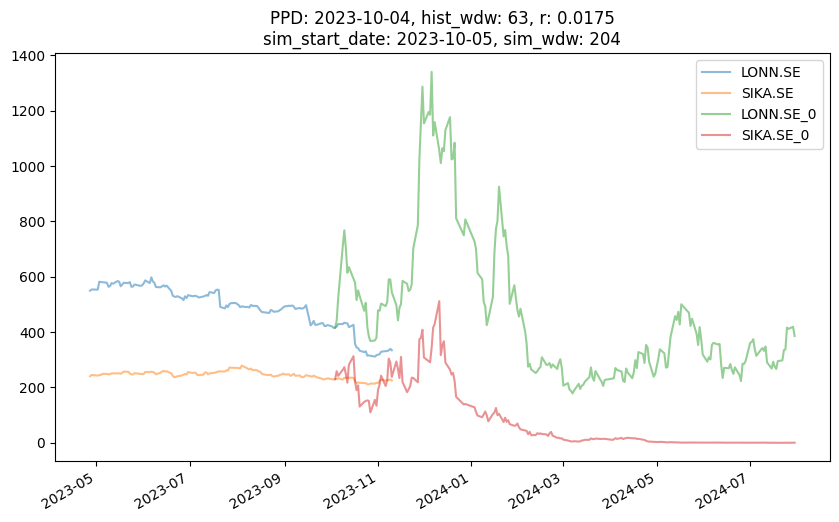 PPD: 2023-10-04, hist_wdw: 63, r: 0.0175
sim_start_date: 2023-10-05, sim_wdw: 204
1400
1200
1000
800
600
400
200
0
LONN.SE
SIKA.SE
LONN.SE_0
SIKA.SE_0
2023-05
2023-07
2023-09
2023-11
2024-01
2024-03
2024-05
2024-07